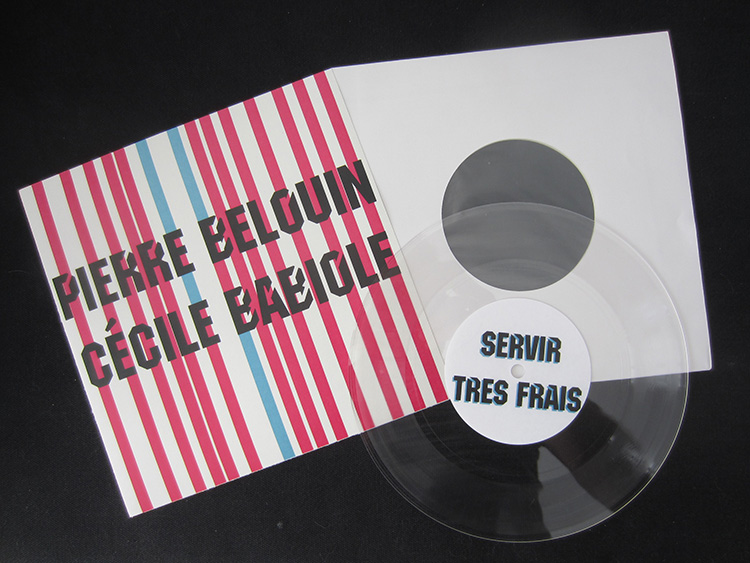 PIERRE BELOUIN
CÉCILE BABIOLE
SERVIR
TRES FRAIS